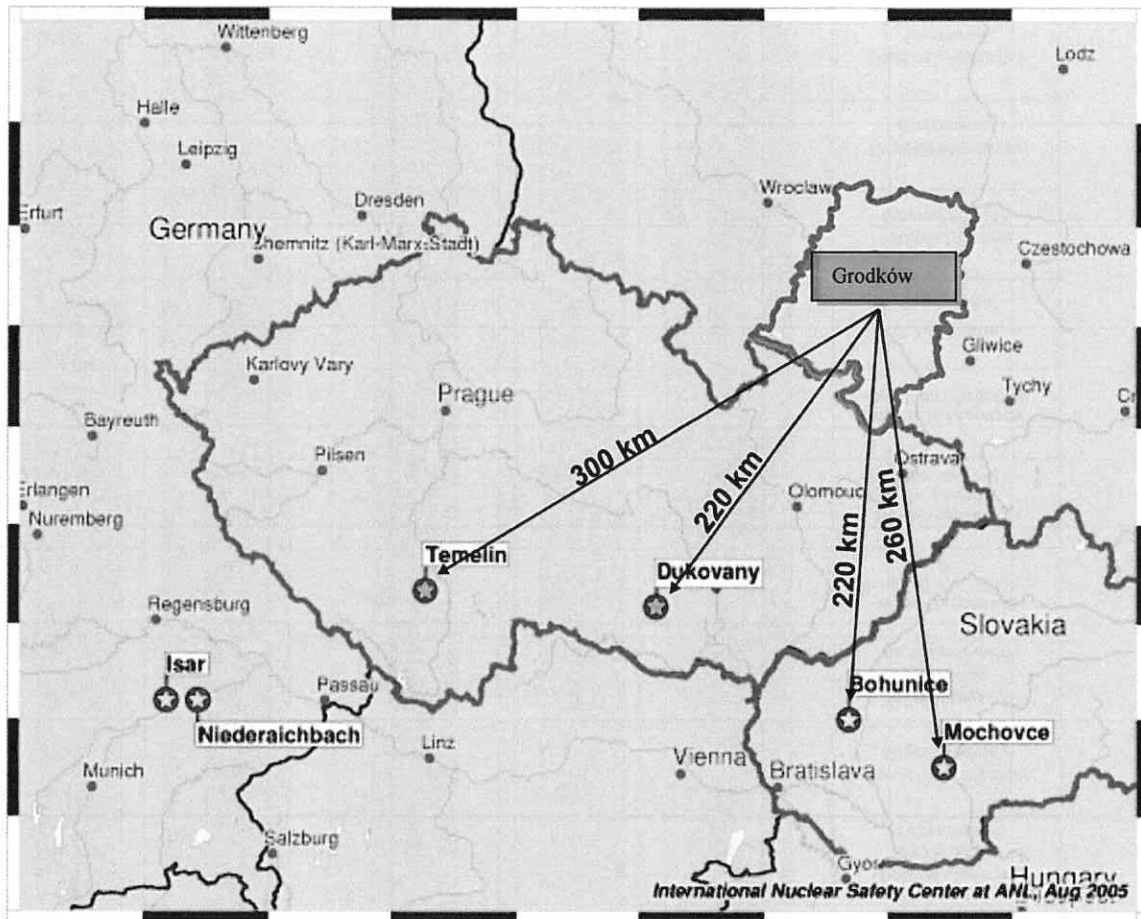 Wittenberg
Lodz
Halle
Leipzig
Wroclaw
Dresden
Erfurt
Germany
Chemnitz (Karl-Marx-Stadt)
Czestochowa
Grodków
Gliwice
Karlovy Vary
Tychy
Prague
Bayreuth
Pilsen
300 km
220 km
220 km
260 km
Ostrava
Erlangen
Olomouc
Nuremberg
Temelin
Dukovany
Regensburg
Slovakia
Isar
Passau
Bohunice
Niederaichbach
Mochovce
Linz
Vienna
Munich
Bratislava
Salzburg
Gyor
Hungary
International Nuclear Safety Center at ANL, Aug 2005